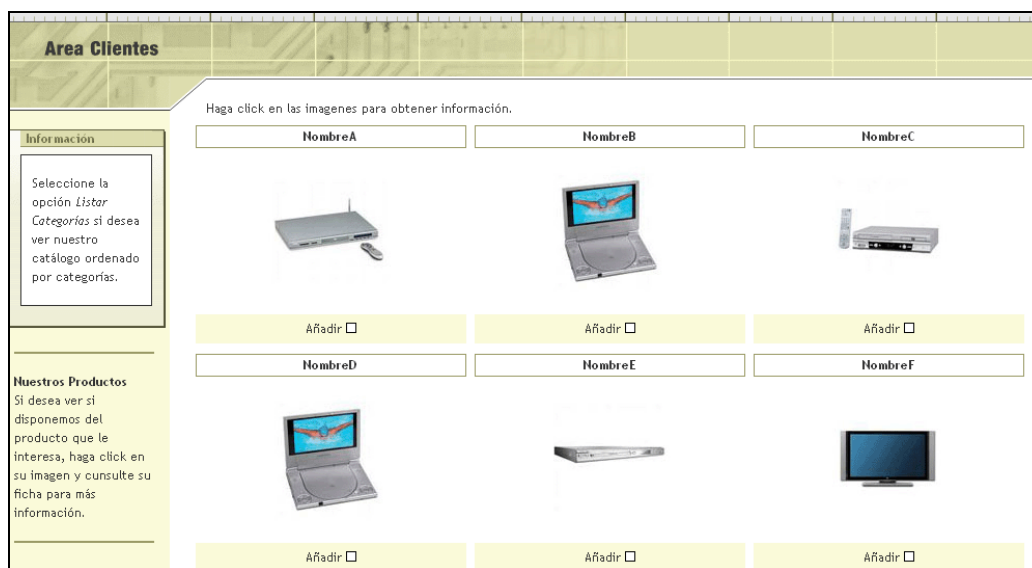 Area Clientes
Haga click en las imagenes para obtener información.
Información
Seleccione la
opción Listar
Categorías si desea
ver nuestro
catálogo ordenado
por categorías.
Nuestros Productos
Si desea ver si
disponemos del
producto que le
interesa, haga click en
su imagen y cunsulte su
ficha para más
información.
NombreA NombreB NombreC
Añadir Añadir Añadir
NombreD NombreE NombreF
Añadir Añadir Añadir